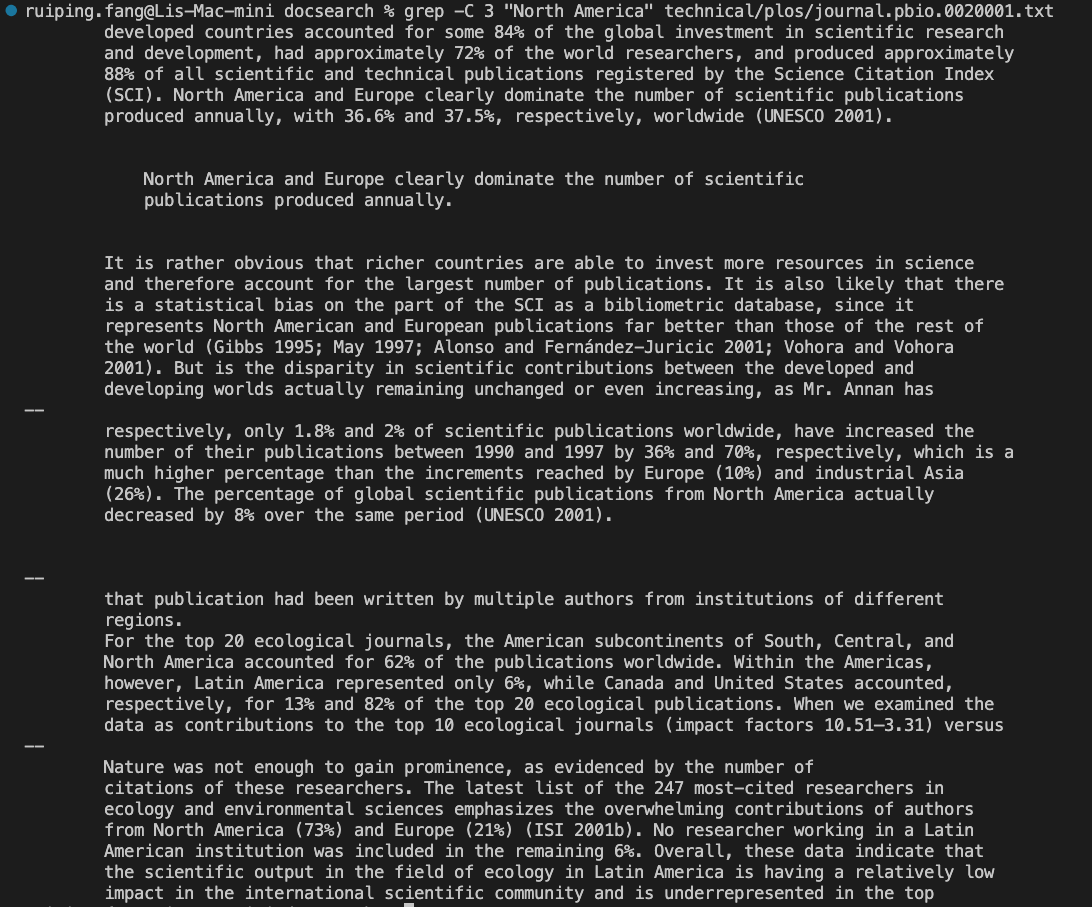 ruiping.fang@Lis-Mac-mini docsearch % grep -C 3 "North America" technical/plos/journal.pbio.0020001.txt
developed countries accounted for some 84% of the global investment in scientific research
and development, had approximately 72% of the world researchers, and produced approximately
88% of all scientific and technical publications registered by the Science Citation Index
(SCI). North America and Europe clearly dominate the number of scientific publications
produced annually, with 36.6% and 37.5%, respectively, worldwide (UNESCO 2001).
North America and Europe clearly dominate the number of scientific
publications produced annually.
It is rather obvious that richer countries are able to invest more resources in science
and therefore account for the largest number of publications. It is also likely that there
is a statistical bias on the part of the SCI as a bibliometric database, since it
represents North American and European publications far better than those of the rest of
the world (Gibbs 1995; May 1997; Alonso and Fernández-Juricic 2001; Vohora and Vohora
2001). But is the disparity in scientific contributions between the developed and
developing worlds actually remaining unchanged or even increasing, as Mr. Annan has
--
respectively, only 1.8% and 2% of scientific publications worldwide, have increased the
number of their publications between 1990 and 1997 by 36% and 70%, respectively, which is a
much higher percentage than the increments reached by Europe (10%) and industrial Asia
(26%). The percentage of global scientific publications from North America actually
decreased by 8% over the same period (UNESCO 2001).
--
that publication had been written by multiple authors from institutions of different
regions.
For the top 20 ecological journals, the American subcontinents of South, Central, and
North America accounted for 62% of the publications worldwide. Within the Americas,
however, Latin America represented only 6%, while Canada and United States accounted,
respectively, for 13% and 82% of the top 20 ecological publications. When we examined the
data as contributions to the top 10 ecological journals (impact factors 10.51–3.31) versus
--
Nature was not enough to gain prominence, as evidenced by the number of
citations of these researchers. The latest list of the 247 most-cited researchers in
ecology and environmental sciences emphasizes the overwhelming contributions of authors
from North America (73%) and Europe (21%) (ISI 2001b). No researcher working in a Latin
American institution was included in the remaining 6%. Overall, these data indicate that
the scientific output in the field of ecology in Latin America is having a relatively low
impact in the international scientific community and is underrepresented in the top